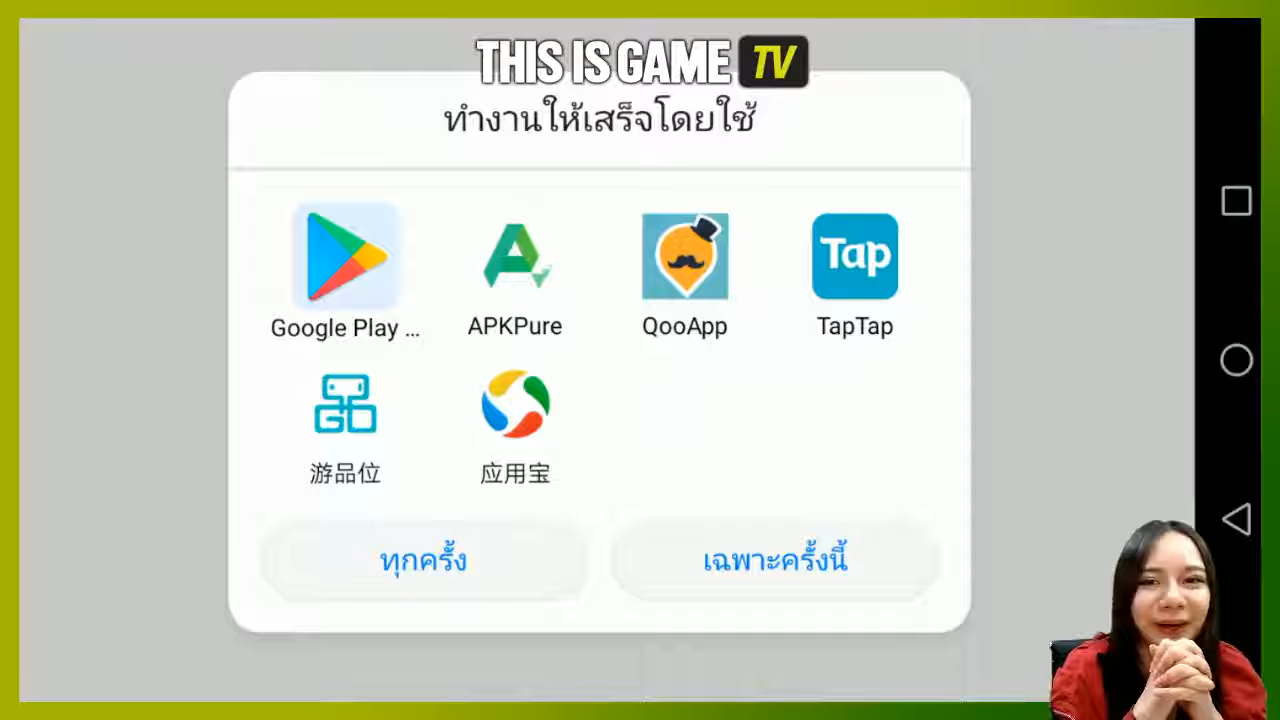 THIS IS GAME TV
ทำงานให้เสร็จโดยใช้
Google Play ...
APKPure
QooApp
Tap
TapTap
GO
游品位
应用宝
ทุกครั้ง
เฉพาะครั้งนี้